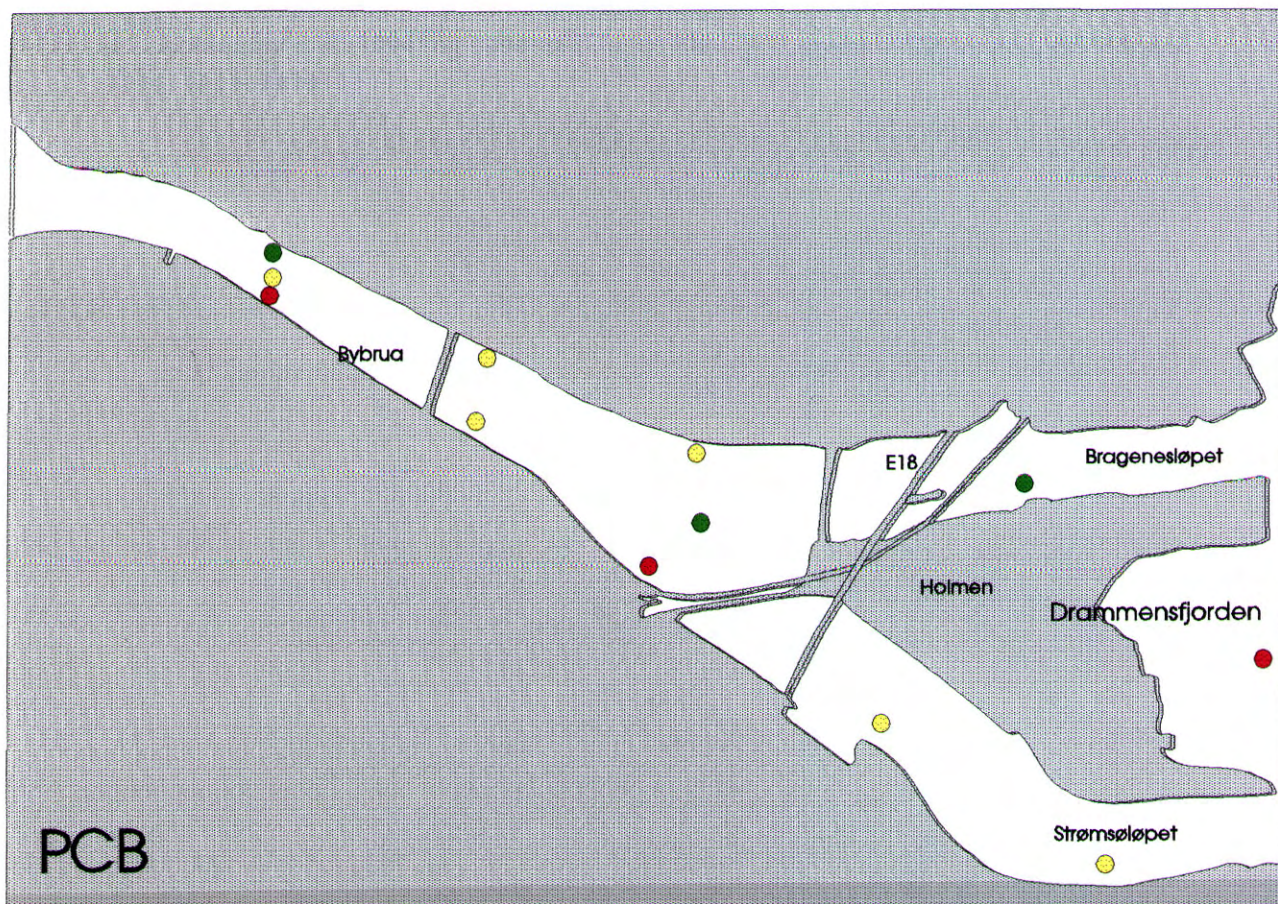 Bybrua
E18
Bragenesløpet
Holmen
Drammensfjorden
Strømsøløpet
PCB